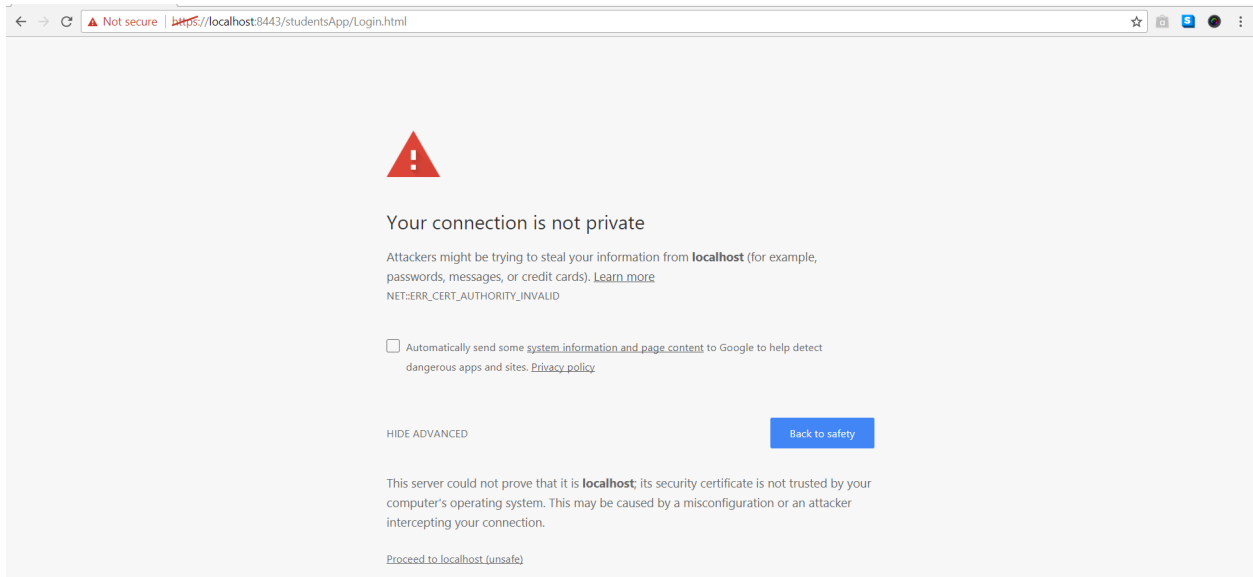 Not secure | https://localhost:8443/studentsApp/Login.html
Your connection is not private
Attackers might be trying to steal your information from localhost (for example,
passwords, messages, or credit cards). Learn more
NET::ERR_CERT_AUTHORITY_INVALID
Automatically send some system information and page content to Google to help detect
dangerous apps and sites. Privacy policy
HIDE ADVANCED
Back to safety
This server could not prove that it is localhost; its security certificate is not trusted by your
computer's operating system. This may be caused by a misconfiguration or an attacker
intercepting your connection.
Proceed to localhost (unsafe)